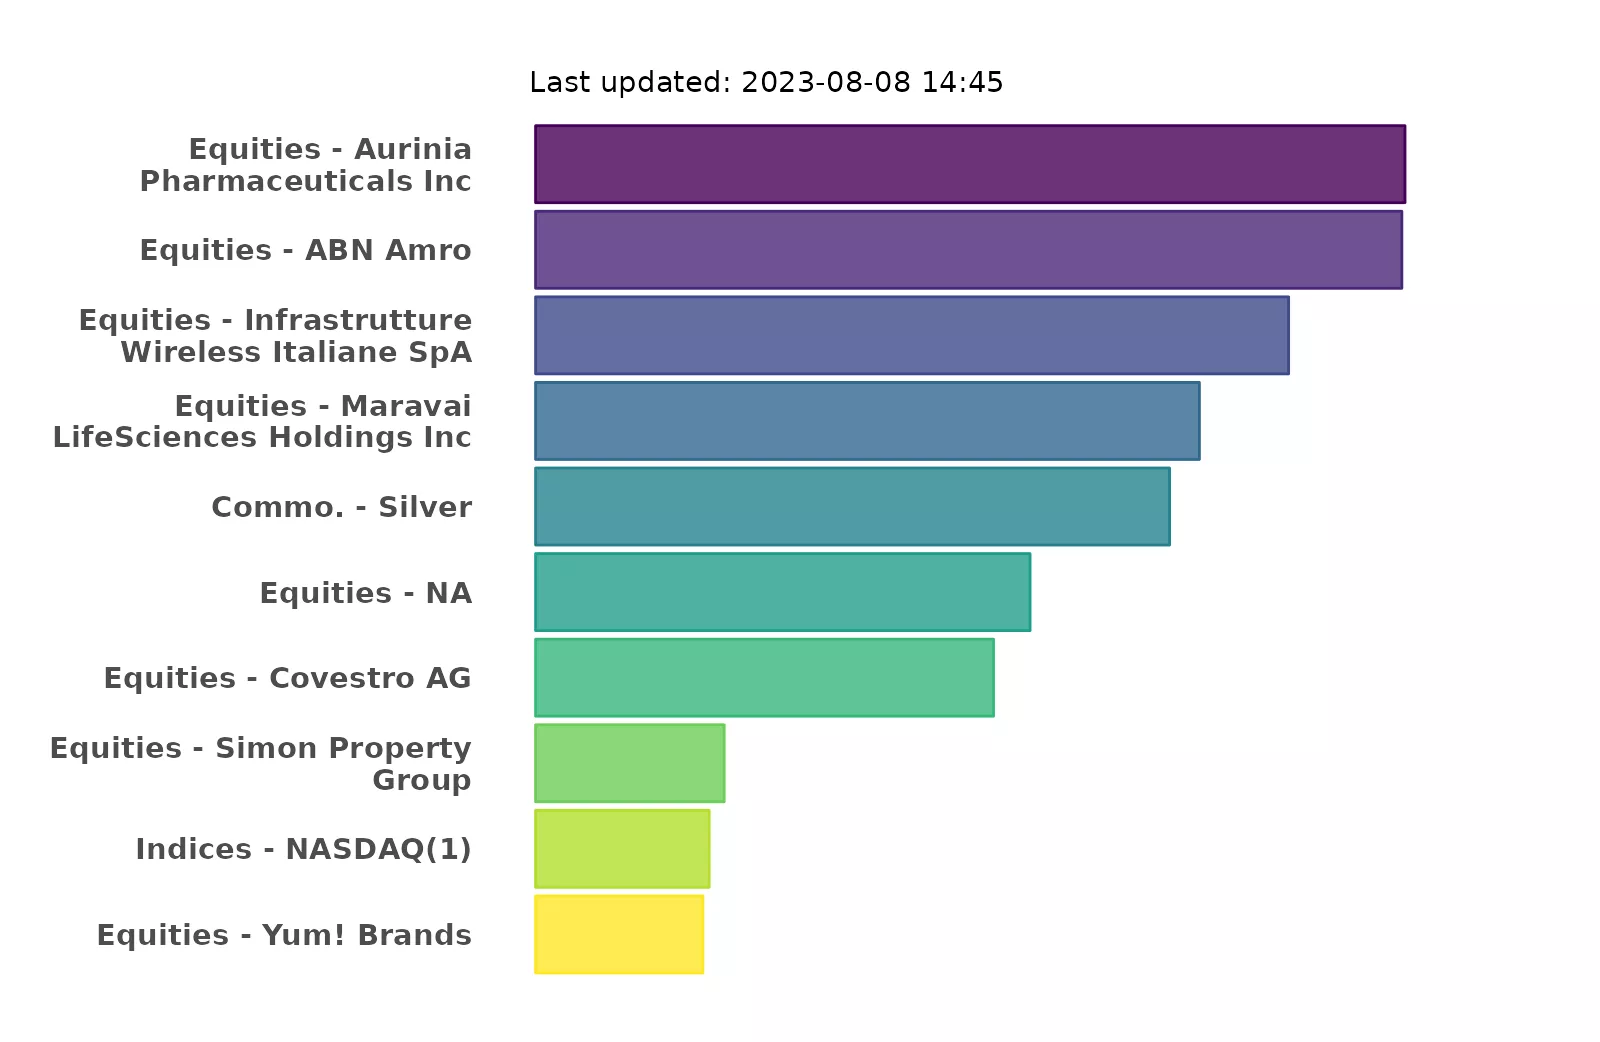 Last updated: 2023-08-08 14:45
Equities - Aurinia
Pharmaceuticals Inc
Equities - ABN Amro
Equities - Infrastrutture
Wireless Italiane SpA
Equities - Maravai
LifeSciences Holdings Inc
Commo. - Silver
Equities - NA
Equities - Covestro AG
Equities - Simon Property
Group
Indices - NASDAQ(1)
Equities - Yum! Brands